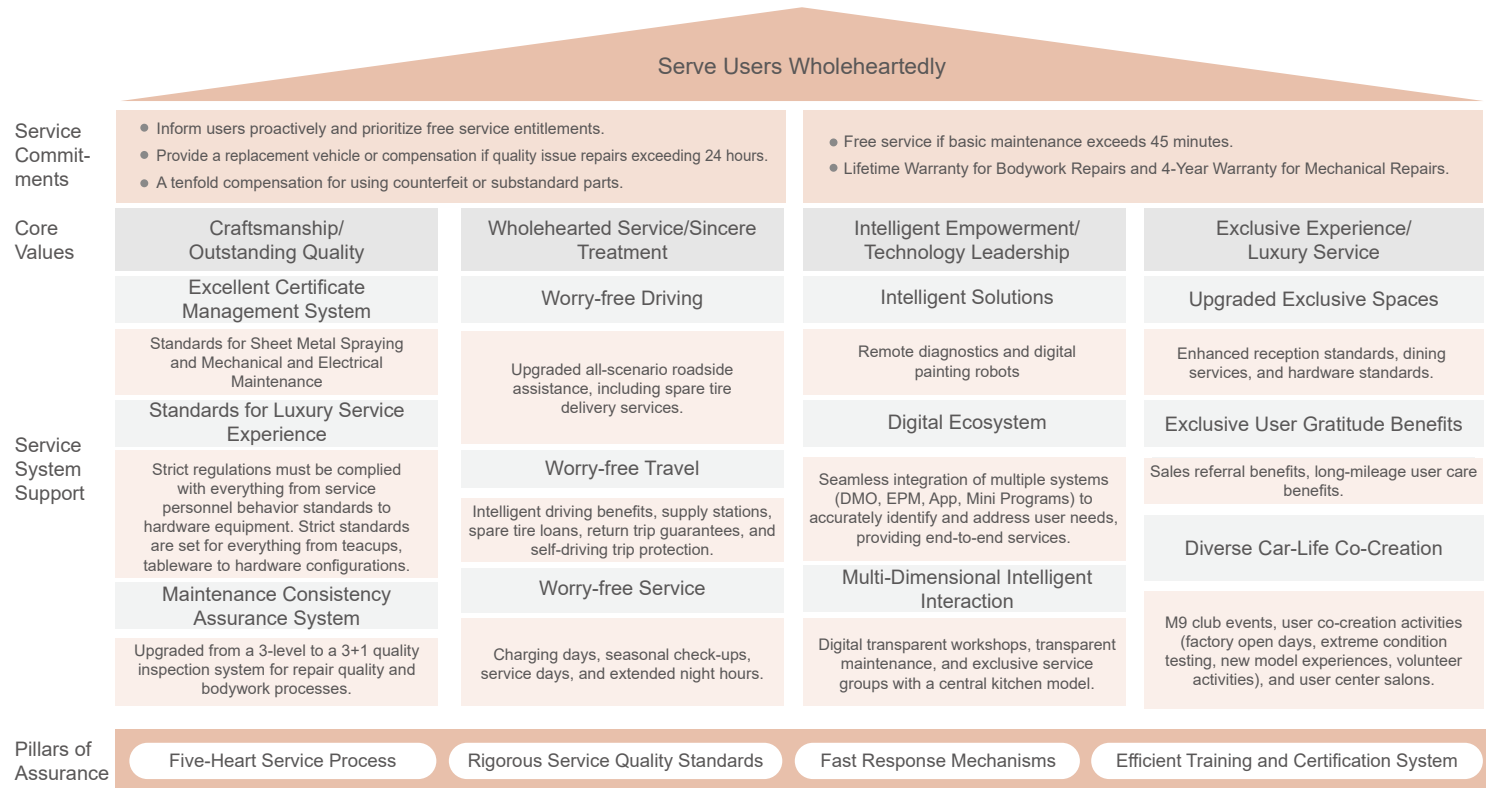 Serve Users Wholeheartedly
Service
Commit-
ments
Inform users proactively and prioritize free service entitlements.
Provide a replacement vehicle or compensation if quality issue repairs exceeding 24 hours.
A tenfold compensation for using counterfeit or substandard parts.
Free service if basic maintenance exceeds 45 minutes.
Lifetime Warranty for Bodywork Repairs and 4-Year Warranty for Mechanical Repairs.
Core
Values
Craftsmanship/
Outstanding Quality
Wholehearted Service/Sincere
Treatment
Intelligent Empowerment/
Technology Leadership
Exclusive Experience/
Luxury Service
Service
System
Support
Excellent Certificate
Management System
Standards for Sheet Metal Spraying
and Mechanical and Electrical
Maintenance
Standards for Luxury Service
Experience
Strict regulations must be complied
with everything from service
personnel behavior standards to
hardware equipment. Strict standards
are set for everything from teacups,
tableware to hardware configurations.
Maintenance Consistency
Assurance System
Upgraded from a 3-level to a 3+1 quality
inspection system for repair quality and
bodywork processes.
Worry-free Driving
Upgraded all-scenario roadside
assistance, including spare tire
delivery services.
Worry-free Travel
Intelligent driving benefits, supply stations,
spare tire loans, return trip guarantees, and
self-driving trip protection.
Worry-free Service
Charging days, seasonal check-ups,
service days, and extended night hours.
Intelligent Solutions
Remote diagnostics and digital
painting robots
Digital Ecosystem
Seamless integration of multiple systems
(DMO, EPM, App, Mini Programs) to
accurately identify and address user needs,
providing end-to-end services.
Multi-Dimensional Intelligent
Interaction
Digital transparent workshops, transparent
maintenance, and exclusive service
groups with a central kitchen model.
Upgraded Exclusive Spaces
Enhanced reception standards, dining
services, and hardware standards.
Exclusive User Gratitude Benefits
Sales referral benefits, long-mileage user care
benefits.
Diverse Car-Life Co-Creation
M9 club events, user co-creation activities
(factory open days, extreme condition
testing, new model experiences, volunteer
activities), and user center salons.
Pillars of
Assurance
Five-Heart Service Process
Rigorous Service Quality Standards
Fast Response Mechanisms
Efficient Training and Certification System